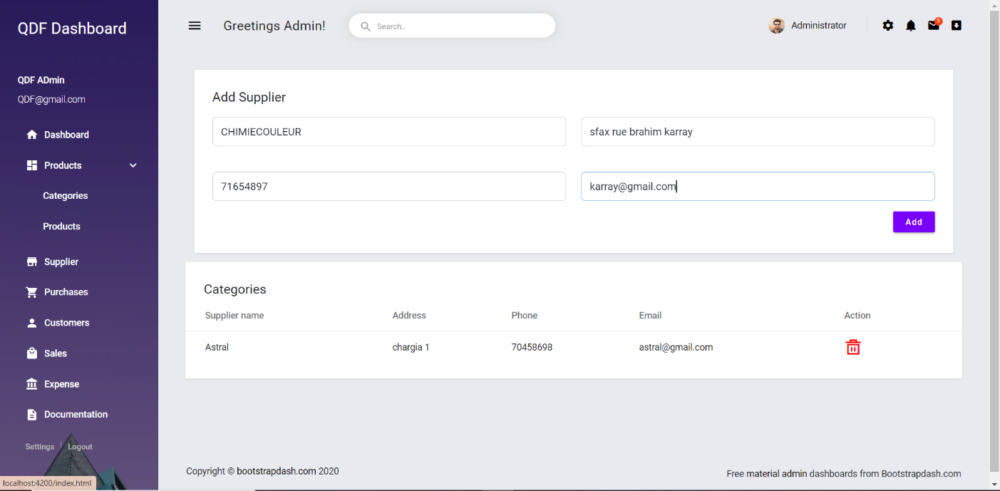 QDF Dashboard
Greetings Admin!
Search..
Administrator
QDF ADmin
QDF@gmail.com
Dashboard
Products
Categories
Products
Supplier
Purchases
Customers
Sales
Expense
Documentation
Settings Logout
localhost:4200/index.html
Add Supplier
CHIMIECOULEUR
sfax rue brahim karray
71654897
karray@gmail.com
Add
Categories
Supplier name Address Phone Email Action
Astral chargia 1 70458698 astral@gmail.com
Copyright © bootstrapdash.com 2020
Free material admin dashboards from Bootstrapdash.com